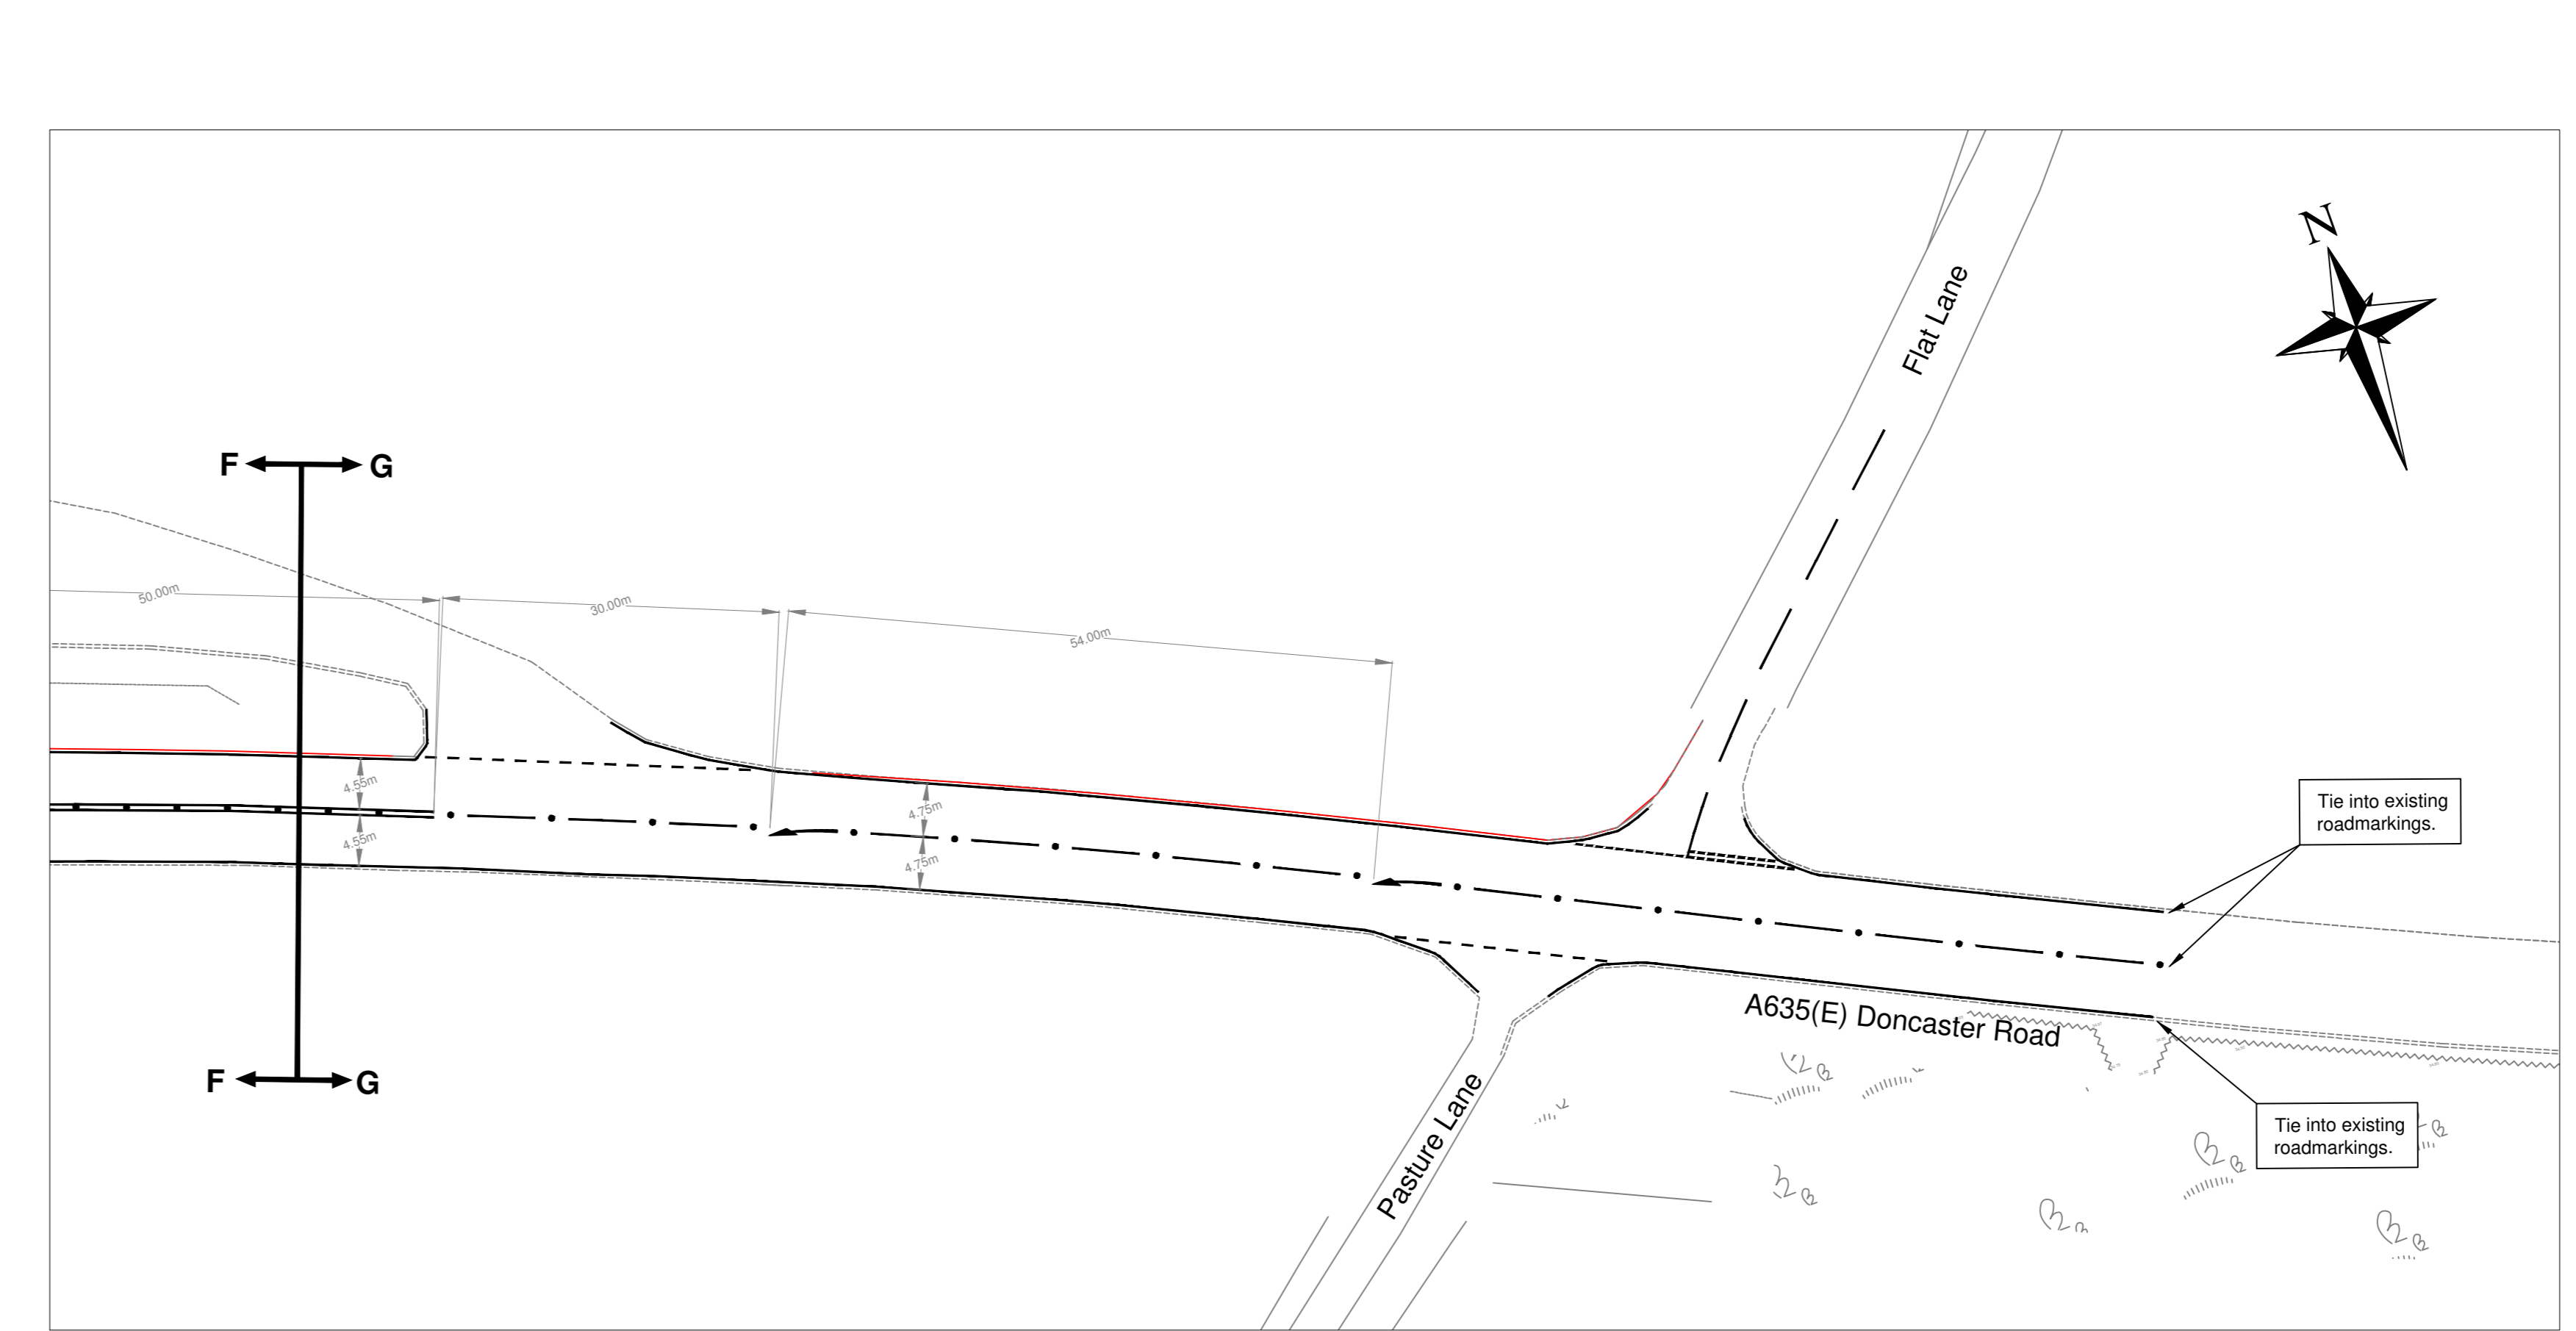 N
Flat Lane
F
G
50.00m
30.00m
54.00m
4.55m
4.55m
4.75m
4.75m
Tie into existing
roadmarkings.
A635(E) Doncaster Road
F
G
Pasture Lane
Tie into existing
roadmarkings.